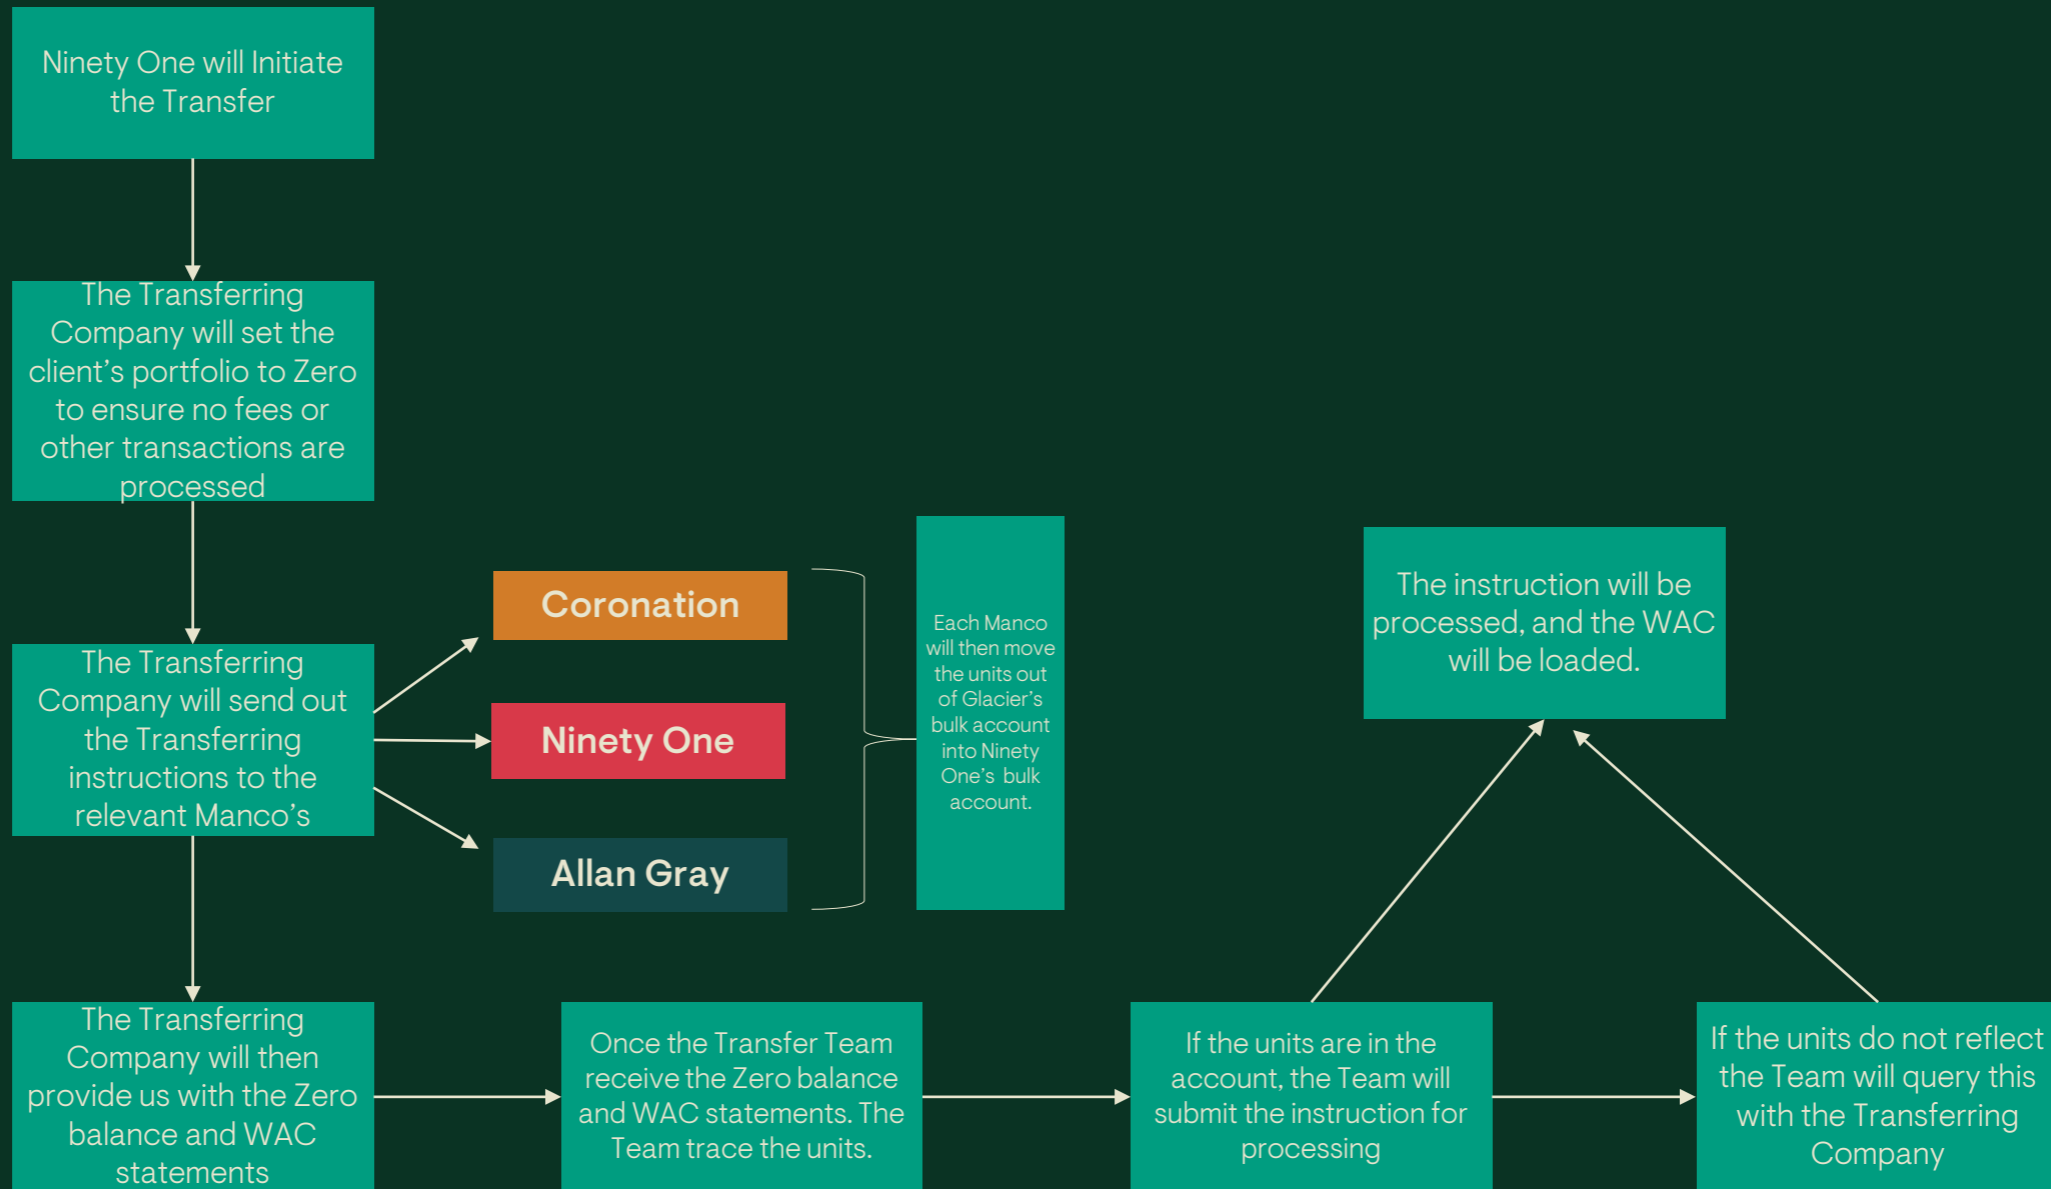 Ninety One will Initiate
the Transfer
The Transferring
Company will set the
client's portfolio to Zero
to ensure no fees or
other transactions are
processed
The Transferring
Company will send out
the Transferring
instructions to the
relevant Manco's
Coronation
Ninety One
Allan Gray
Each Manco
will then move
the units out
of Glacier's
bulk account
into Ninety
One's bulk
account.
The instruction will be
processed, and the WAC
will be loaded.
The Transferring
Company will then
provide us with the Zero
balance and WAC
statements
Once the Transfer Team
receive the Zero balance
and WAC statements. The
Team trace the units.
If the units are in the
account, the Team will
submit the instruction for
processing
If the units do not reflect
the Team will query this
with the Transferring
Company